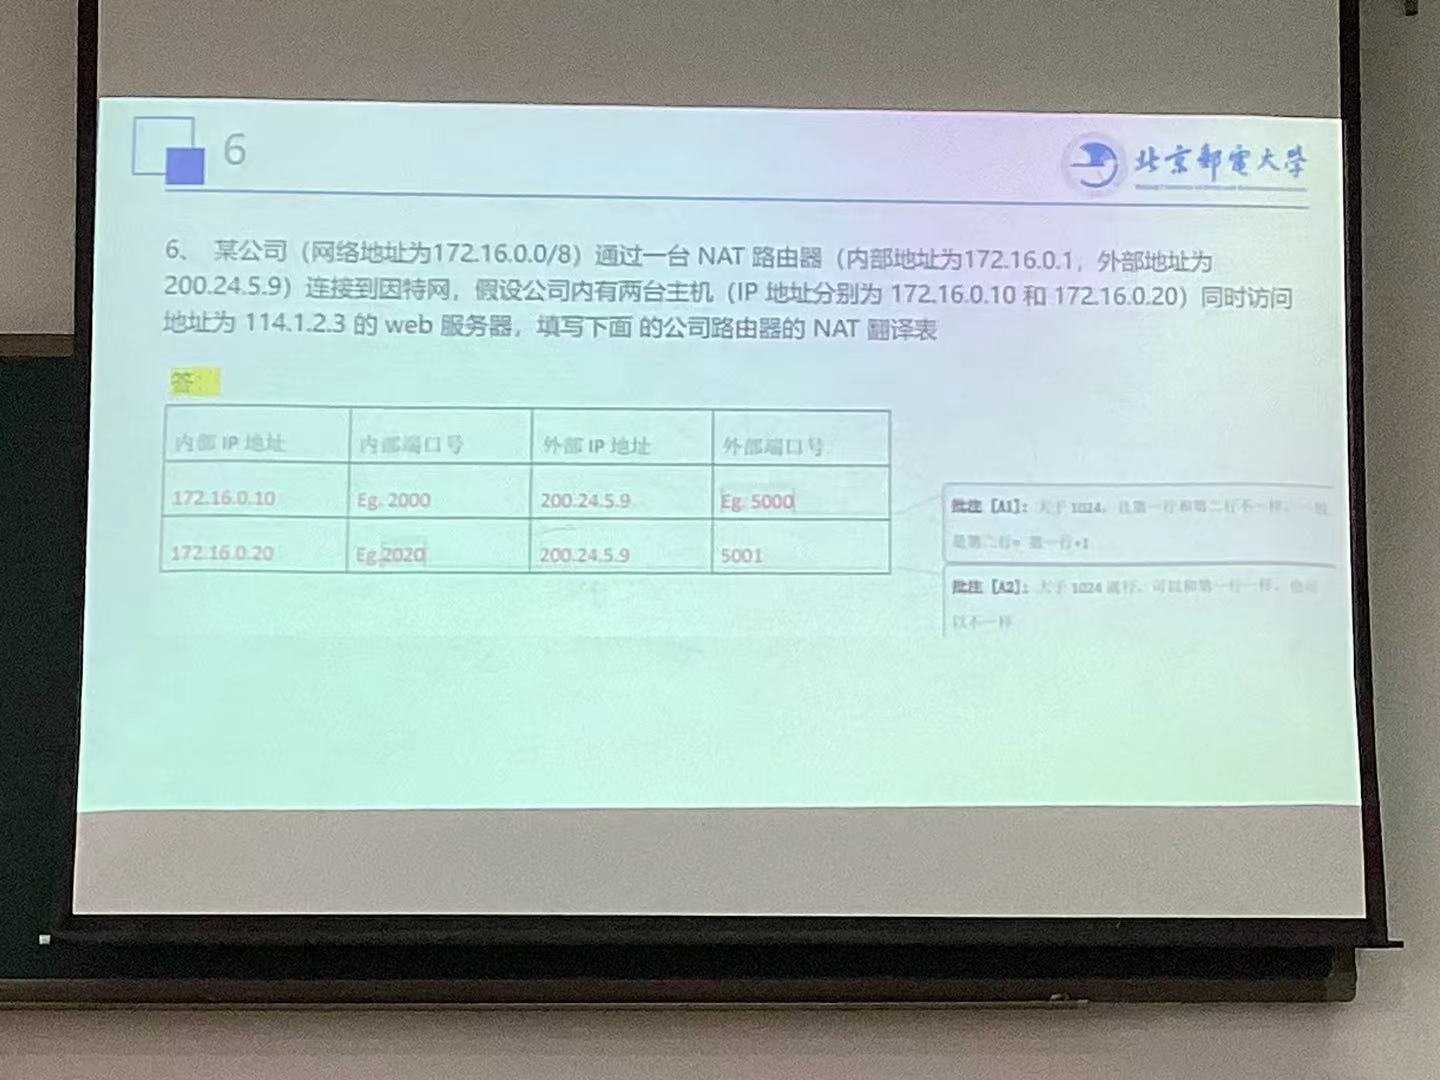 6
北京邮电大学
6、 某公司（网络地址为172.16.0.0/8）通过一台 NAT 路由器（内部地址为172.16.0.1，外部地址为
200.24.5.9）连接到因特网，假设公司内有两台主机（IP 地址分别为 172.16.0.10 和 172.16.0.20）同时访问
地址为 114.1.2.3 的 web 服务器，填写下面 的公司路由器的 NAT 翻译表
答：
内部 IP 地址 内部端口号 外部 IP 地址 外部端口号
172.16.0.10 Eg. 2000 200.24.5.9 Eg. 5000
172.16.0.20 Eg.2020 200.24.5.9 5001
批注 [A1]：大于 1024，且第一行和第二行不一样，一般
是第二行= 第一行+1
批注 [A2]：大于 1024 就行，可以和第一行一样，也可
以不一样